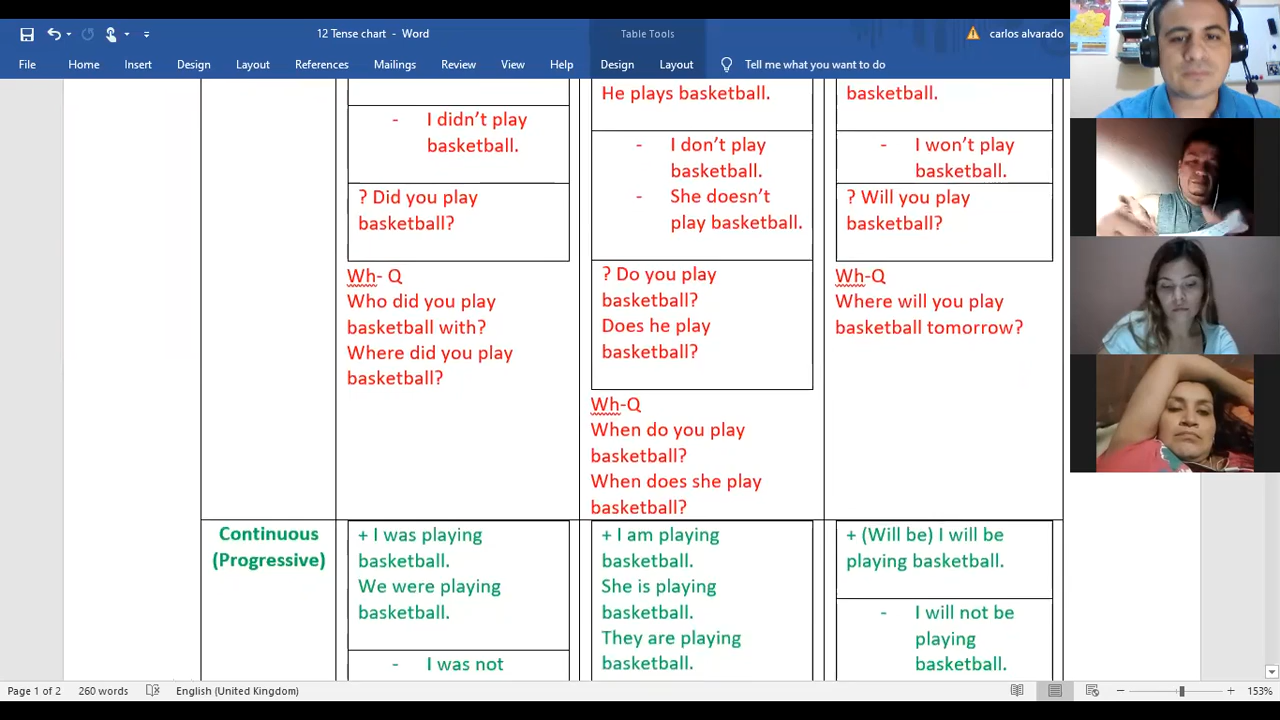 12 Tense chart - Word
Table Tools
carlos alvarado
File Home Insert Design Layout References Mailings Review View Help Design Layout Tell me what you want to do
- I didn't play
basketball.
? Did you play
basketball?
Wh- Q
Who did you play
basketball with?
Where did you play
basketball?
He plays basketball.
- I don't play
basketball.
- She doesn't
play basketball.
? Do you play
basketball?
Does he play
basketball?
Wh-Q
When do you play
basketball?
When does she play
basketball?
basketball.
- I won't play
basketball.
? Will you play
basketball?
Wh-Q
Where will you play
basketball tomorrow?
Continuous
(Progressive)
+ I was playing
basketball.
We were playing
basketball.
- I was not
+ I am playing
basketball.
She is playing
basketball.
They are playing
basketball.
+ (Will be) I will be
playing basketball.
- I will not be
playing
basketball.
Page 1 of 2 260 words English (United Kingdom) 153%